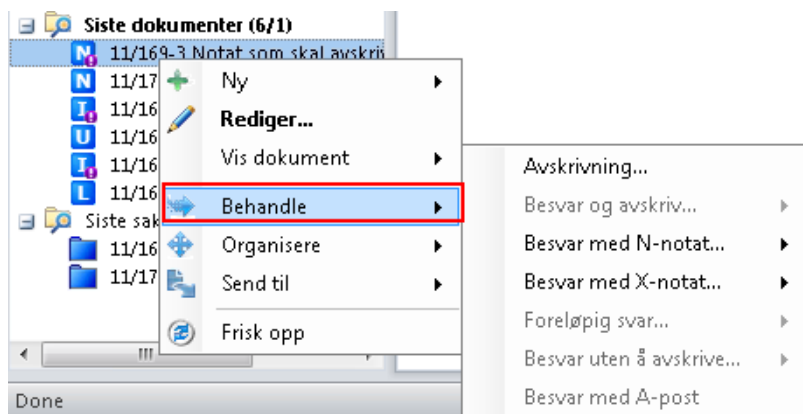 Siste dokumenter (6/1)
N 11/169-3 Notat som skal avskriv
N 11/17
I 11/16
U 11/16
I 11/16
L 11/16
Siste sak
11/16
11/17
Ny
Rediger...
Vis dokument
Behandle
Organisere
Send til
Frisk opp
Avskrivning...
Besvar og avskriv...
Besvar med N-notat...
Besvar med X-notat...
Foreløpig svar...
Besvar uten å avskrive...
Besvar med A-post
Done